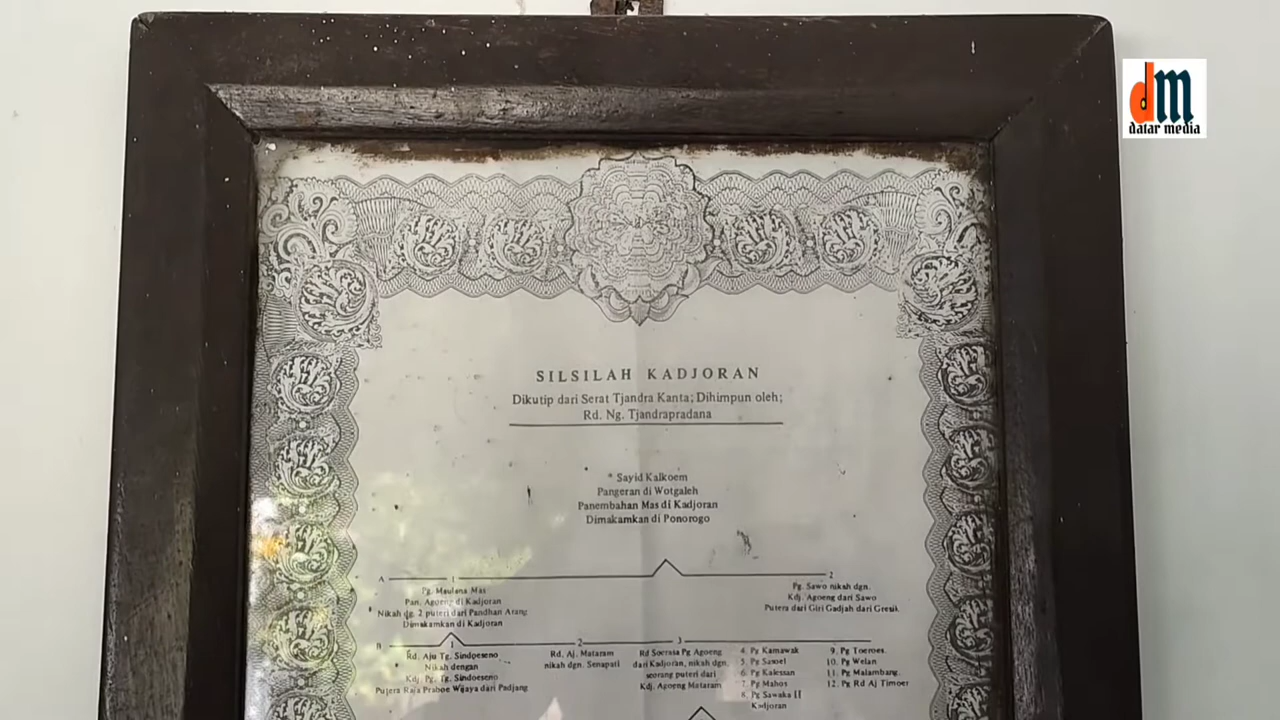 dm
datar media
SILSILAH KADJORAN
Dikutip dari Serat Tjandra Kanta; Dihimpun oleh;
Rd. Ng. Tjandrapradana
* Sayid Kalkoem
Pangeran di Wotgaleh
Panembahan Mas di Kadjoran
Dimakamkan di Ponorogo
A 1 2
Pg. Maulana Mas
Pan. Agoeng di Kadjoran
Nikah dg. 2 puteri dari Pandhan Arang
Dimakamkan di Kadjoran
Pg. Sawo nikah dgn.
Kdj. Agoeng dari Sawo
Putera dari Giri Gadjah dari Gresik
B 1 2 3
Rd. Aju Tg. Sindoeseno
Nikah dengan
Kdj. Pg. Tg. Sindoeseno
Putera Raja Praboe Wijaya dari Padjang
Rd. Aj. Mataram
nikah dgn. Senapati
Rd Soerasa Pg Agoeng
dari Kadjoran, nikah dgn.
seorang puteri dari
Kdj. Agoeng Mataram
4. Pg Kamawak
5. Pg Sasoel
6. Pg Kalessan
7. Pg Mahos
8. Pg Sawaka II
Kadjoran
9. Pg Toeroes.
10. Pg Welan
11. Pg Malambang.
12. Pg Rd Aj Timoer